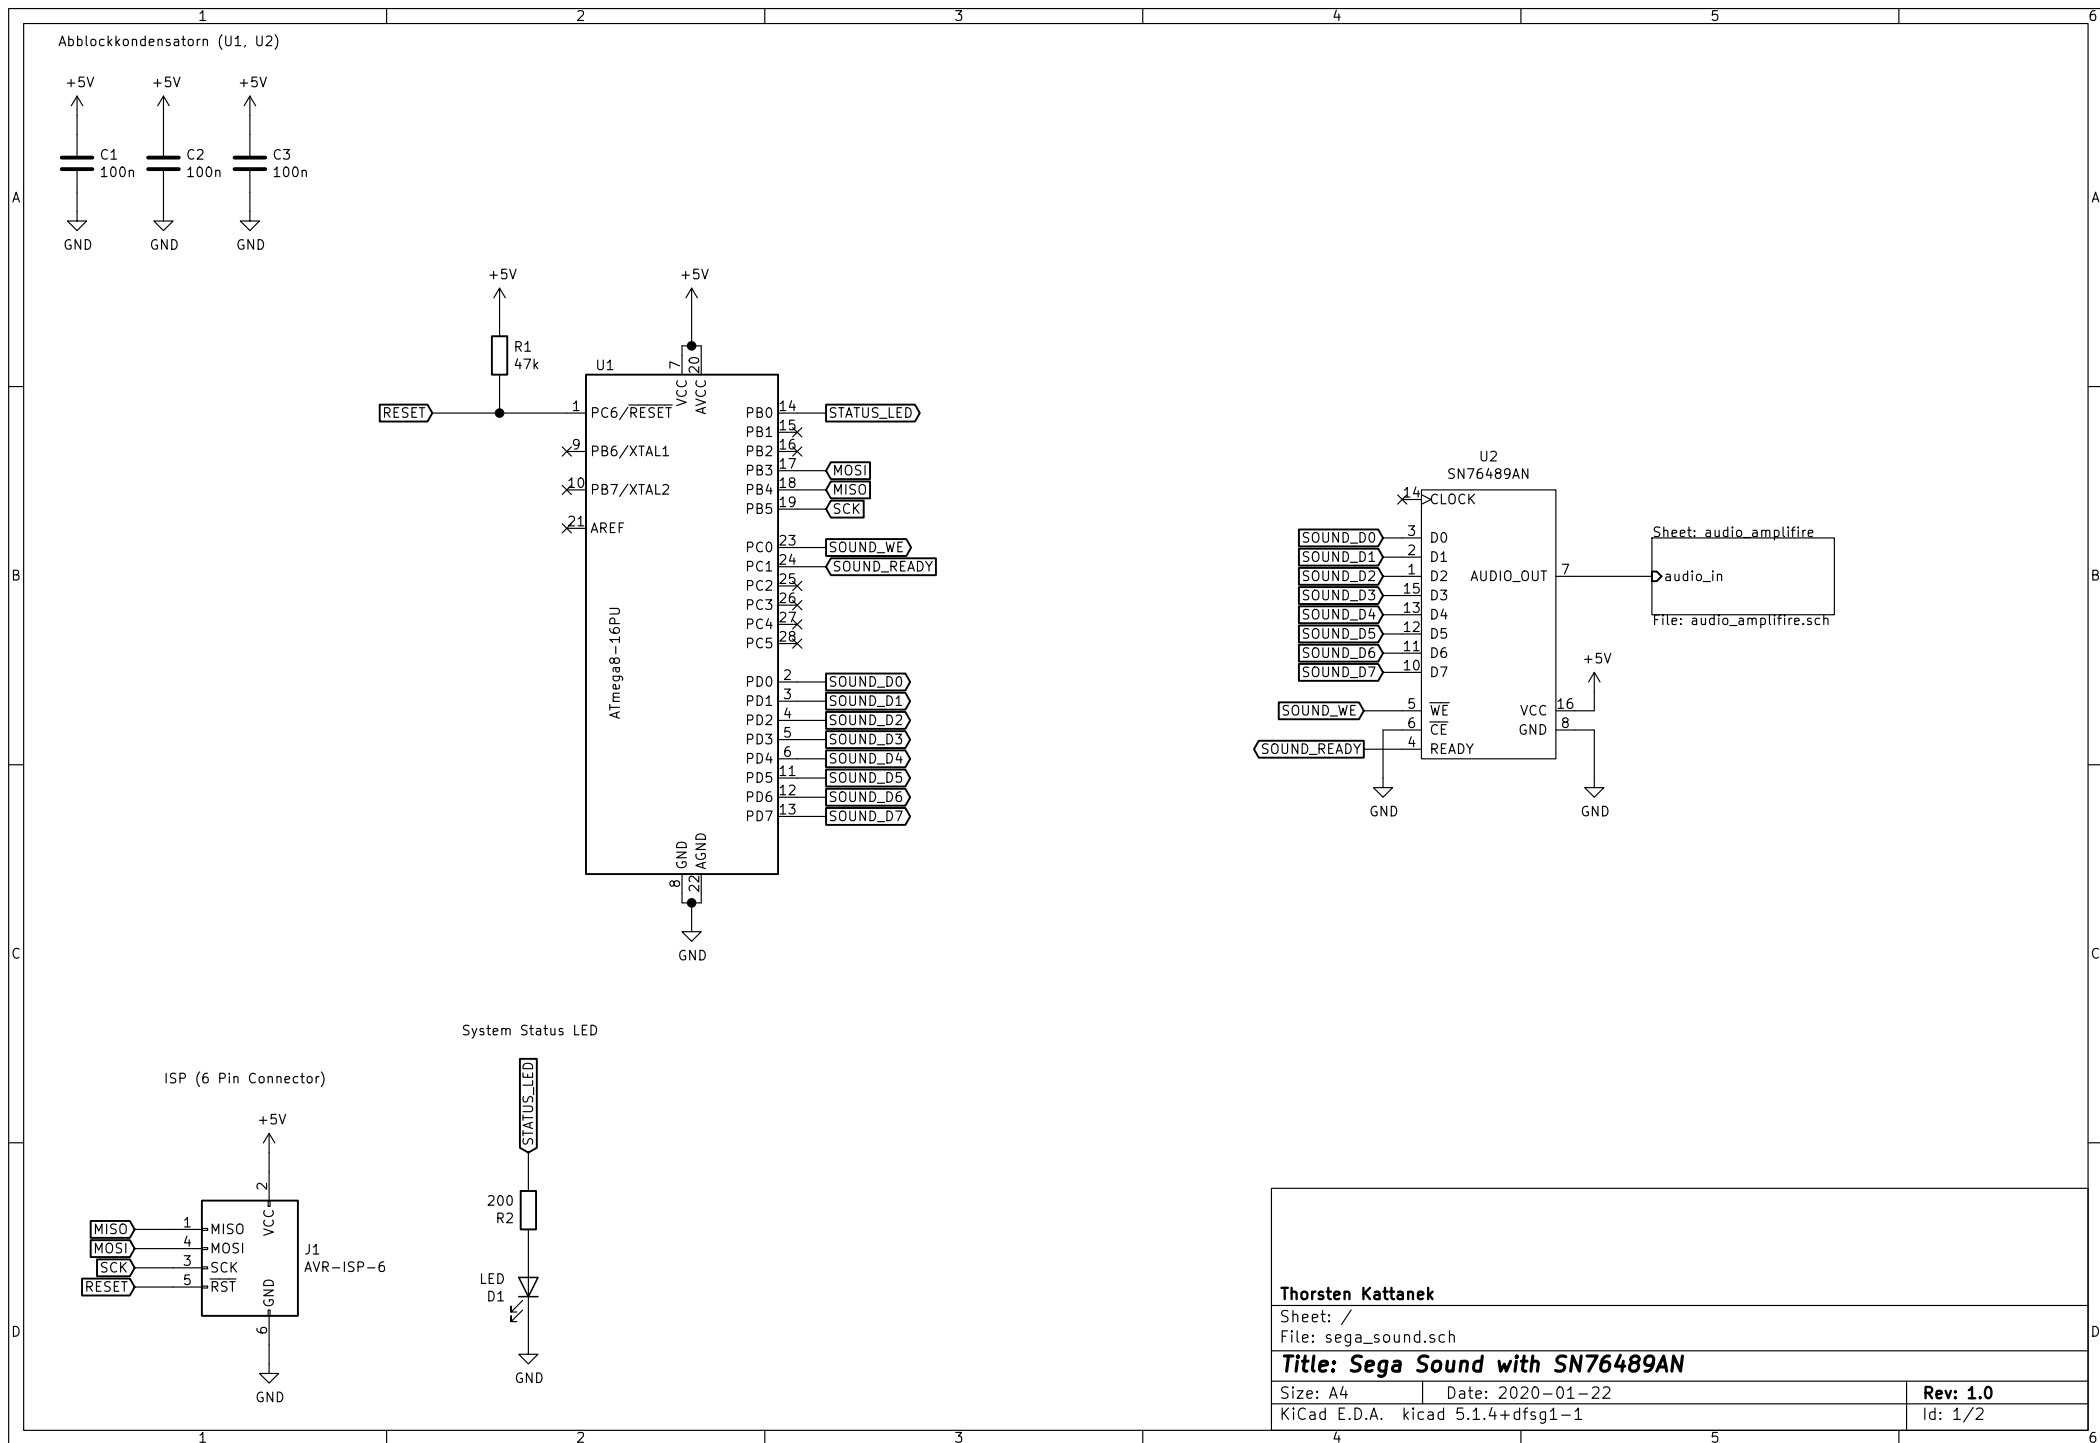 1 2 3 4 5 6
Abblockkondensatorn (U1, U2)
+5V +5V +5V
C1 C2 C3
100n 100n 100n
GND GND GND
A A
+5V +5V
R1
47k
U1
7 20
VCC AVCC
RESET 1 PC6/RESET
9 PB6/XTAL1
10 PB7/XTAL2
21 AREF
ATmega8-16PU
PB0 14 STATUS_LED
PB1 15
PB2 16
PB3 17 MOSI
PB4 18 MISO
PB5 19 SCK
PC0 23 SOUND_WE
PC1 24 SOUND_READY
PC2 25
PC3 26
PC4 27
PC5 28
PD0 2 SOUND_D0
PD1 3 SOUND_D1
PD2 4 SOUND_D2
PD3 5 SOUND_D3
PD4 6 SOUND_D4
PD5 11 SOUND_D5
PD6 12 SOUND_D6
PD7 13 SOUND_D7
GND AGND
8 22
GND
B B
U2
SN76489AN
14 CLOCK
SOUND_D0 3 D0
SOUND_D1 2 D1
SOUND_D2 1 D2
SOUND_D3 15 D3
SOUND_D4 13 D4
SOUND_D5 12 D5
SOUND_D6 11 D6
SOUND_D7 10 D7
SOUND_WE 5 WE
6 CE
SOUND_READY 4 READY
GND
AUDIO_OUT 7
VCC 16
GND 8
+5V
GND
Sheet: audio_amplifire
audio_in
File: audio_amplifire.sch
C C
System Status LED
STATUS_LED
200
R2
LED
D1
GND
ISP (6 Pin Connector)
+5V
2
VCC
MISO 1 MISO
MOSI 4 MOSI
SCK 3 SCK
RESET 5 RST
J1
AVR-ISP-6
GND
6
GND
D D
Thorsten Kattanek
Sheet: /
File: sega_sound.sch
Title: Sega Sound with SN76489AN
Size: A4 Date: 2020-01-22 Rev: 1.0
KiCad E.D.A. kicad 5.1.4+dfsg1-1 Id: 1/2
1 2 3 4 5 6